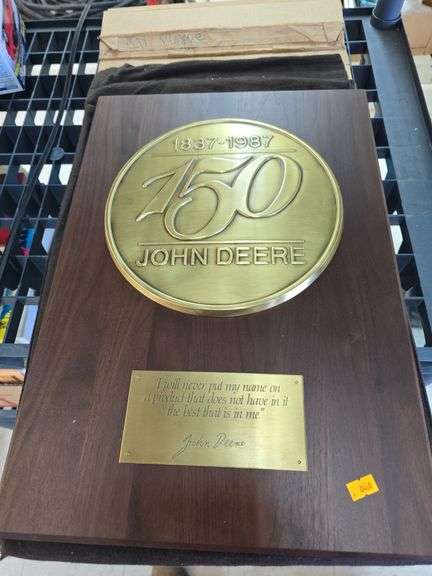 1837-1987
150
JOHN DEERE
"I will never put my name on
a product that does not have in it
the best that is in me."
John Deere